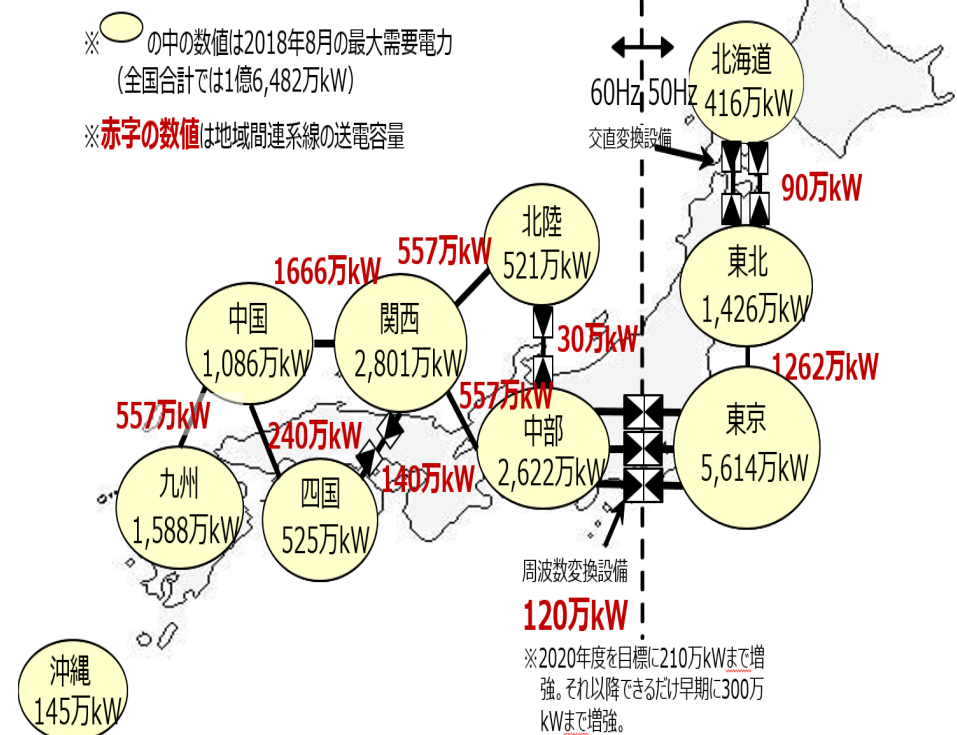 ※ の中の数値は2018年8月の最大需要電力
（全国合計では1億6,482万kW）
※赤字の数値は地域間連系線の送電容量
60Hz 50Hz
交直変換設備
北海道
416万kW
90万kW
東北
1,426万kW
1262万kW
東京
5,614万kW
北陸
521万kW
557万kW
30万kW
1666万kW
関西
2,801万kW
中国
1,086万kW
557万kW
中部
2,622万kW
557万kW
240万kW
140万kW
九州
1,588万kW
四国
525万kW
周波数変換設備
120万kW
※2020年度を目標に210万kWまで増
強。それ以降できるだけ早期に300万
kWまで増強。
沖縄
145万kW